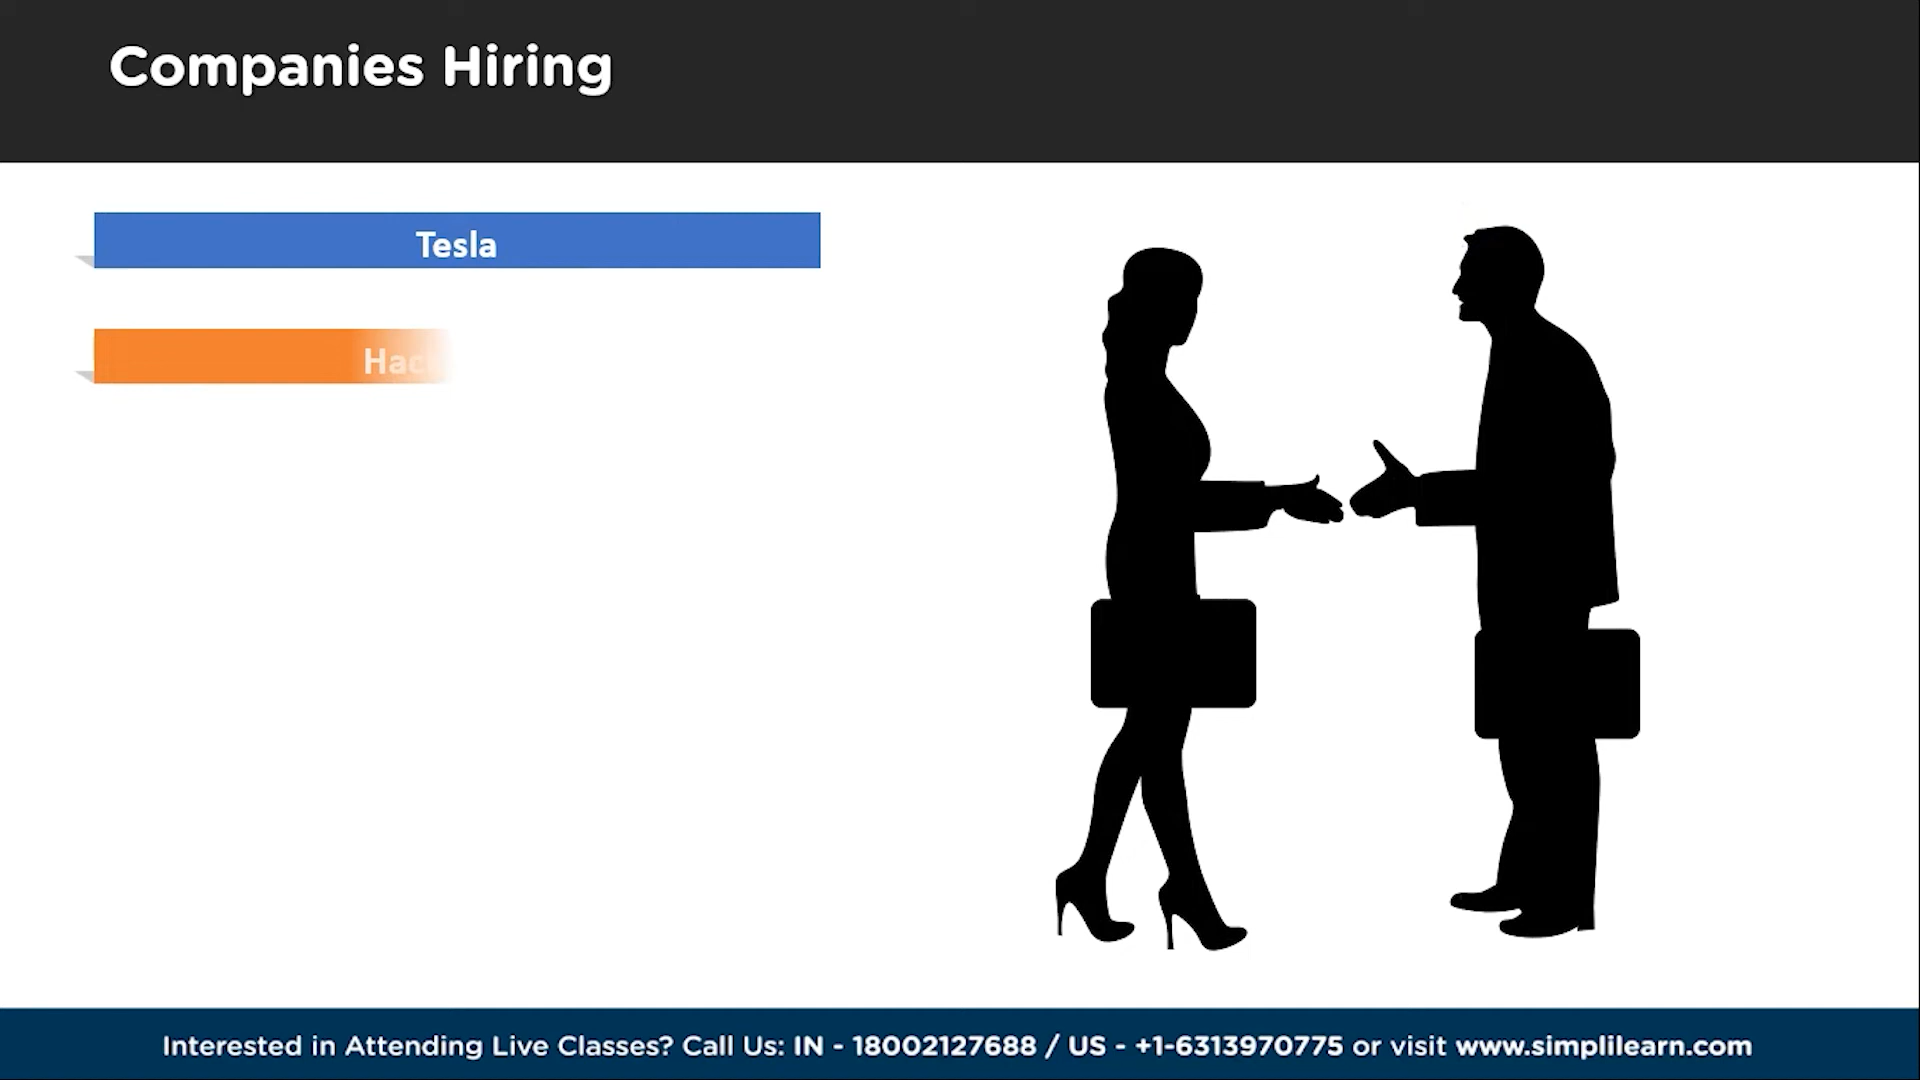 Companies Hiring
Tesla
Interested in Attending Live Classes? Call Us: IN - 18002127688 / US - +1-6313970775 or visit www.simplilearn.com